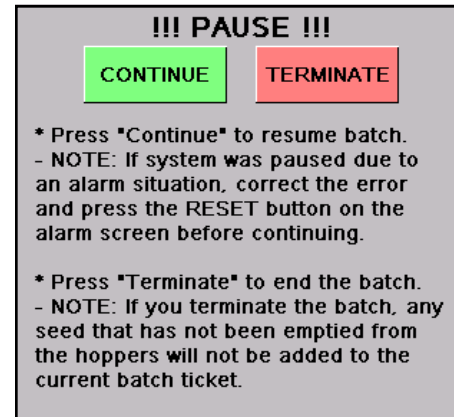 !!! PAUSE !!!
CONTINUE
TERMINATE
* Press "Continue" to resume batch.
- NOTE: If system was paused due to
an alarm situation, correct the error
and press the RESET button on the
alarm screen before continuing.
* Press "Terminate" to end the batch.
- NOTE: If you terminate the batch, any
seed that has not been emptied from
the hoppers will not be added to the
current batch ticket.